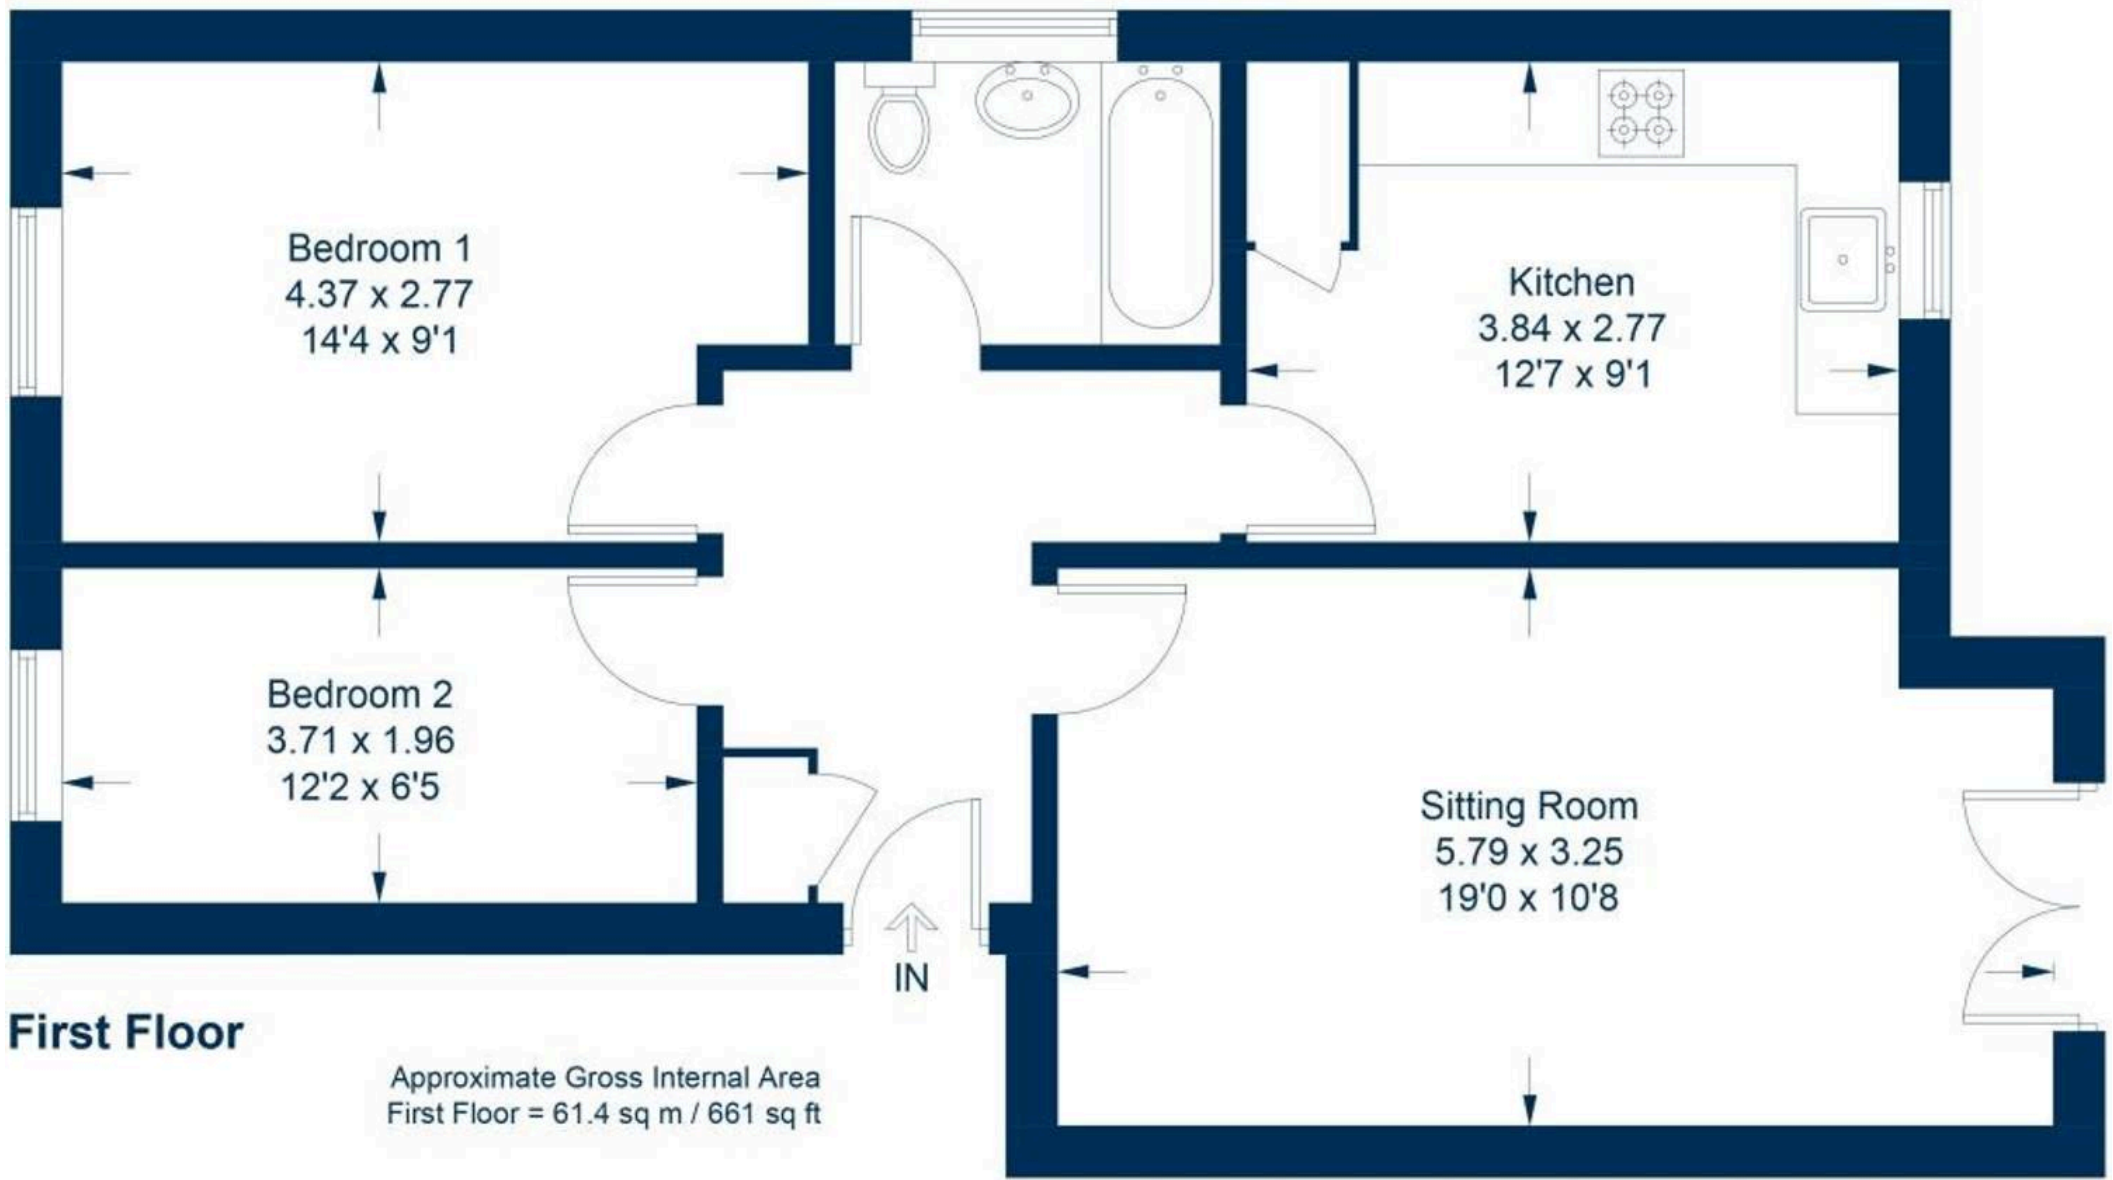 Bedroom 1
4.37 x 2.77
14'4 x 9'1
Kitchen
3.84 x 2.77
12'7 x 9'1
Bedroom 2
3.71 x 1.96
12'2 x 6'5
Sitting Room
5.79 x 3.25
19'0 x 10'8
IN
First Floor
Approximate Gross Internal Area
First Floor = 61.4 sq m / 661 sq ft